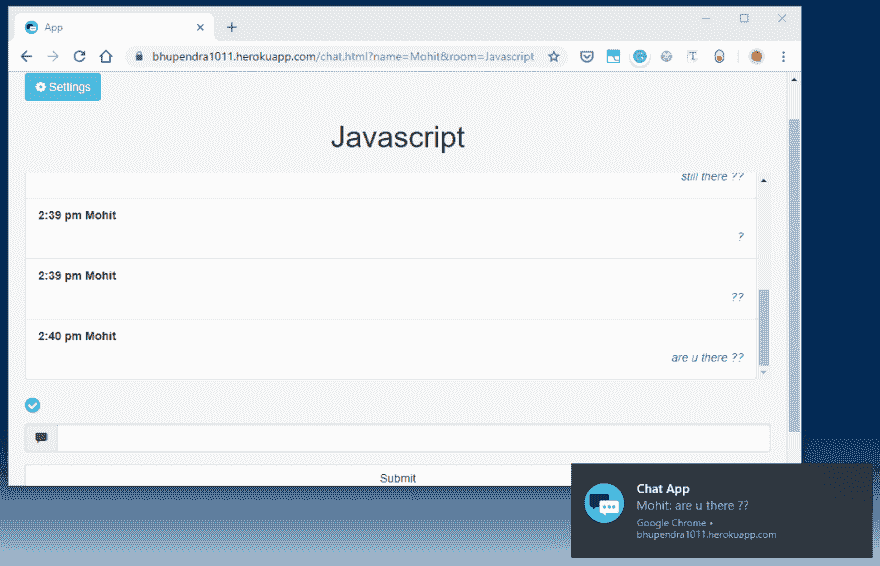 App
bhupendra1011.herokuapp.com/chat.html?name=Mohit&room=Javascript
Settings
Javascript
still there ??
2:39 pm Mohit
?
2:39 pm Mohit
??
2:40 pm Mohit
are u there ??
Submit
Chat App
Mohit: are u there ??
Google Chrome •
bhupendra1011.herokuapp.com